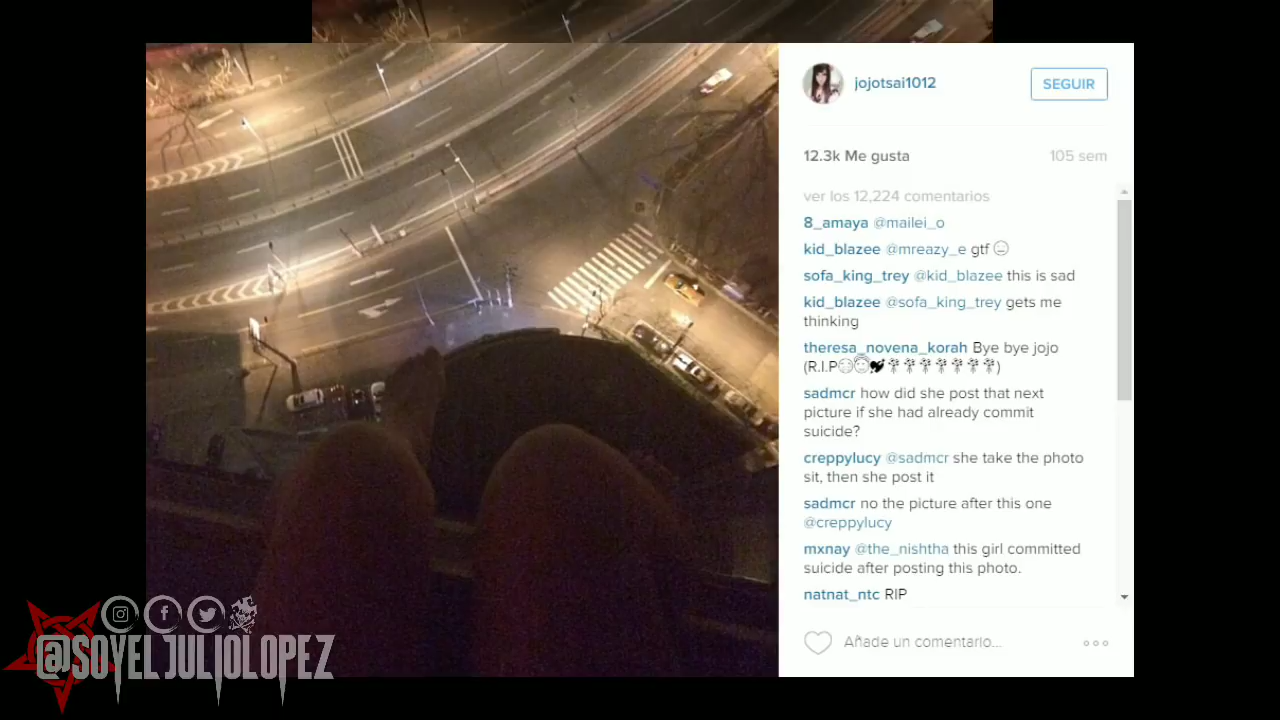 jojotsai1012
SEGUIR
12.3k Me gusta
105 sem
ver los 12,224 comentarios
8_amaya @mailei_o
kid_blazee @mreazy_e gtf 😑
sofa_king_trey @kid_blazee this is sad
kid_blazee @sofa_king_trey gets me
thinking
theresa_novena_korah Bye bye jojo
(R.I.P
sadmcr how did she post that next
picture if she had already commit
suicide?
creppylucy @sadmcr she take the photo
sit, then she post it
sadmcr no the picture after this one
@creppylucy
mxnay @the_nishtha this girl committed
suicide after posting this photo.
natnat_ntc RIP
Añade un comentario...
@SOYELJULIOLOPEZ